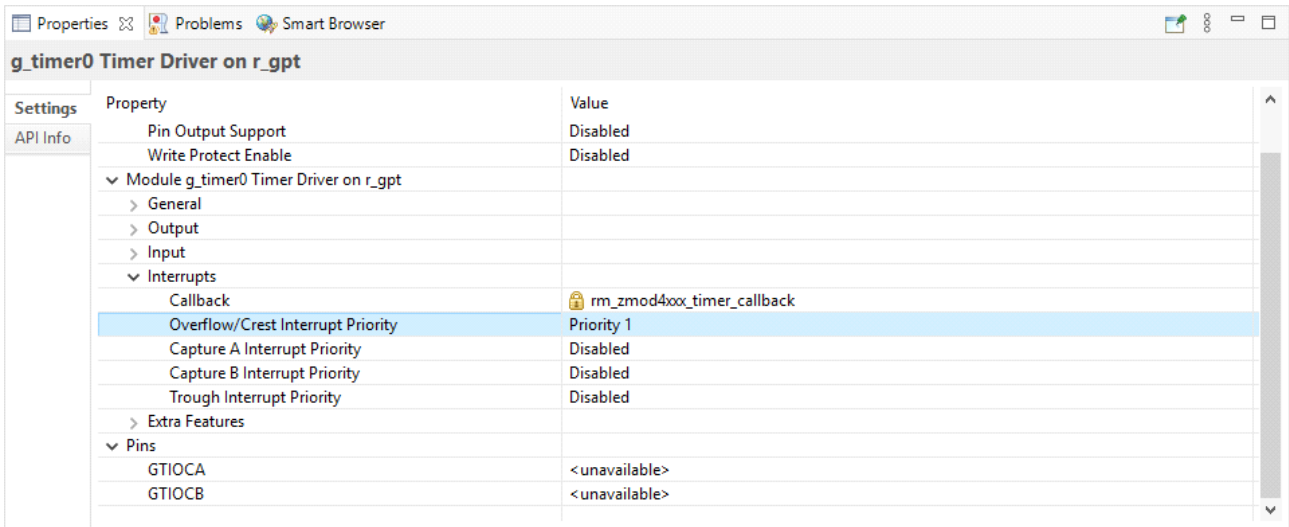 Properties Problems Smart Browser
g_timer0 Timer Driver on r_gpt
Settings
API Info
Property Value
Pin Output Support Disabled
Write Protect Enable Disabled
Module g_timer0 Timer Driver on r_gpt
General
Output
Input
Interrupts
Callback rm_zmod4xxx_timer_callback
Overflow/Crest Interrupt Priority Priority 1
Capture A Interrupt Priority Disabled
Capture B Interrupt Priority Disabled
Trough Interrupt Priority Disabled
Extra Features
Pins
GTIOCA <unavailable>
GTIOCB <unavailable>